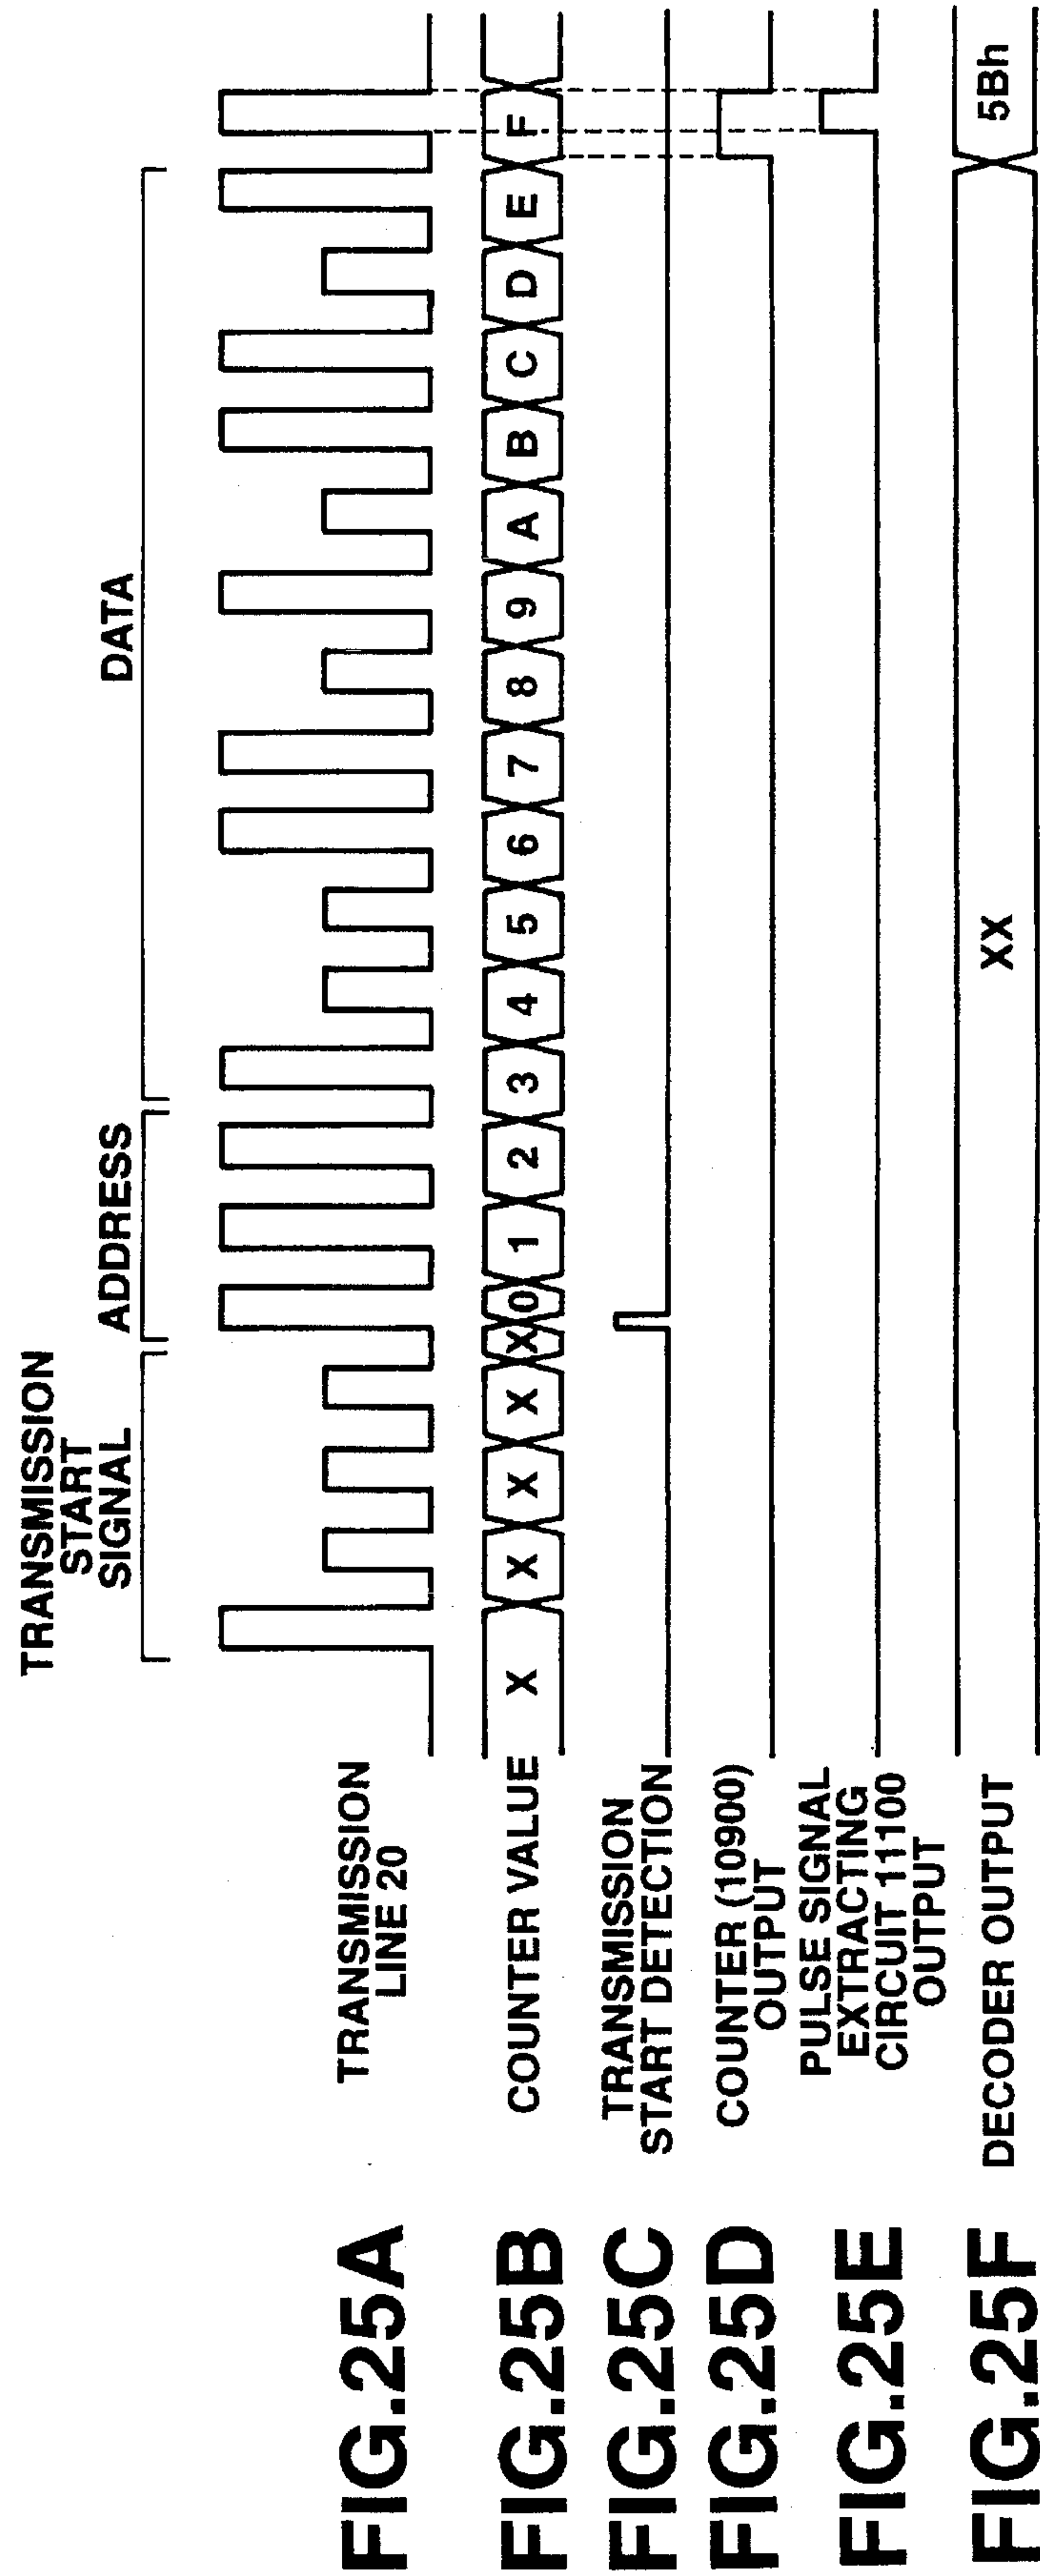 TRANSMISSION
START
SIGNAL
ADDRESS
DATA
FIG.25A
TRANSMISSION
LINE 20
FIG.25B
COUNTER VALUE
X X X X X 0 1 2 3 4 5 6 7 8 9 A B C D E F
FIG.25C
TRANSMISSION
START DETECTION
FIG.25D
COUNTER (10900)
OUTPUT
FIG.25E
PULSE SIGNAL
EXTRACTING
CIRCUIT 11100
OUTPUT
FIG.25F
DECODER OUTPUT
XX
5Bh